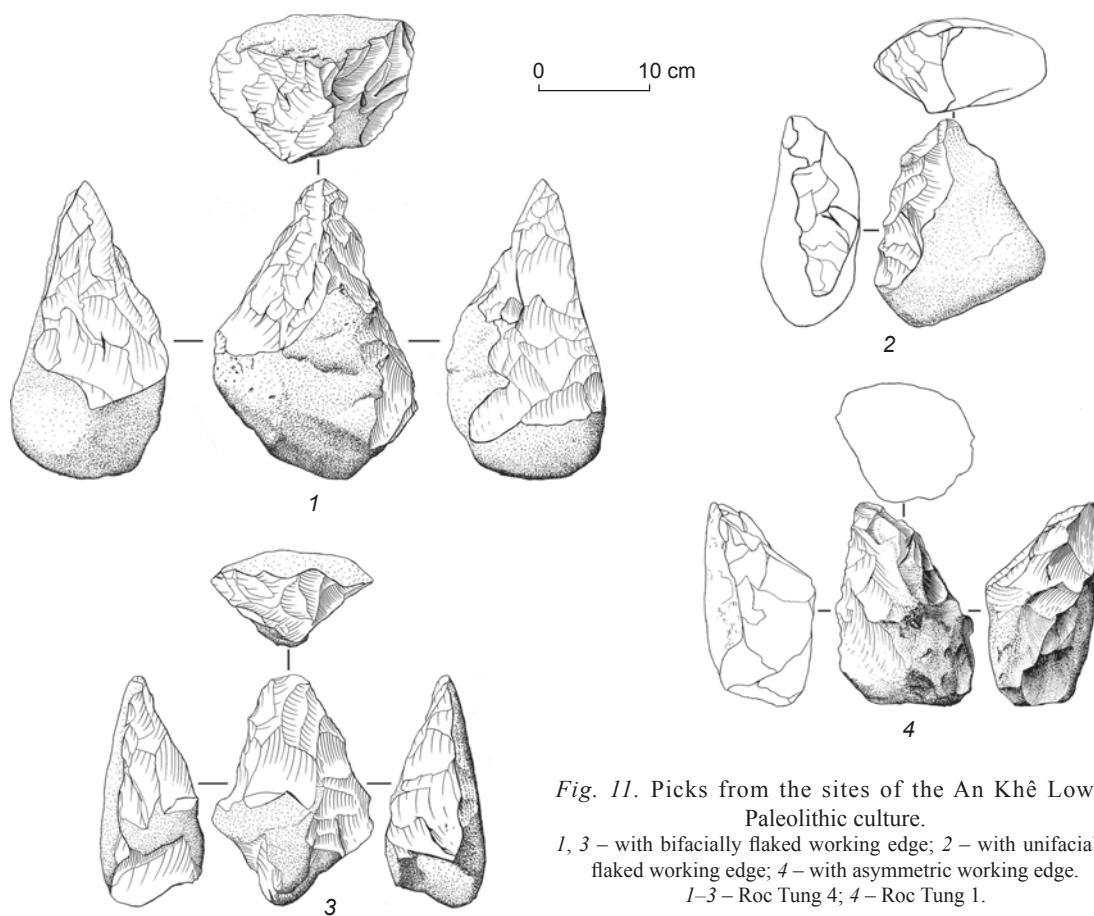 0 10 cm
1
2
3
4
Fig. 11. Picks from the sites of the An Khê Low
Paleolithic culture.
1, 3 – with bifacially flaked working edge; 2 – with unifacial
flaked working edge; 4 – with asymmetric working edge.
1–3 – Roc Tung 4; 4 – Roc Tung 1.